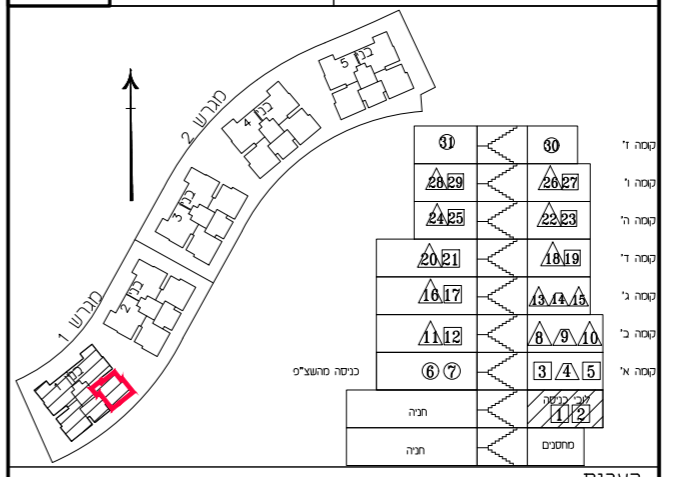 מגרש 2
בנין 5
בנין 4
בנין 3
מגרש 1
בנין 2
בנין 1
31 30 קומה ז'
28 29 26 27 קומה ו'
24 25 22 23 קומה ה'
20 21 18 19 קומה ד'
16 17 13 14 15 קומה ג'
11 12 8 9 10 קומה ב'
כניסה מהשצ"פ 6 7 3 4 5 קומה א'
חניה לובי כניסה
1 2
חניה מחסנים